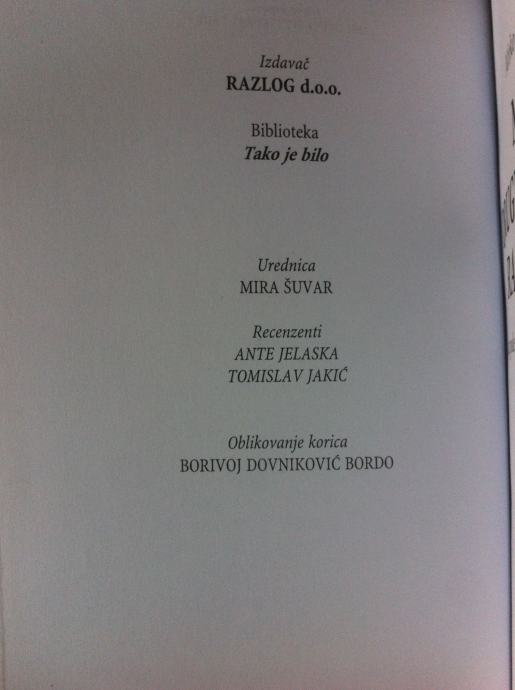 Izdavač
RAZLOG d.o.o.
Biblioteka
Tako je bilo
Urednica
MIRA ŠUVAR
Recenzenti
ANTE JELASKA
TOMISLAV JAKIĆ
Oblikovanje korica
BORIVOJ DOVNIKOVIĆ BORDO